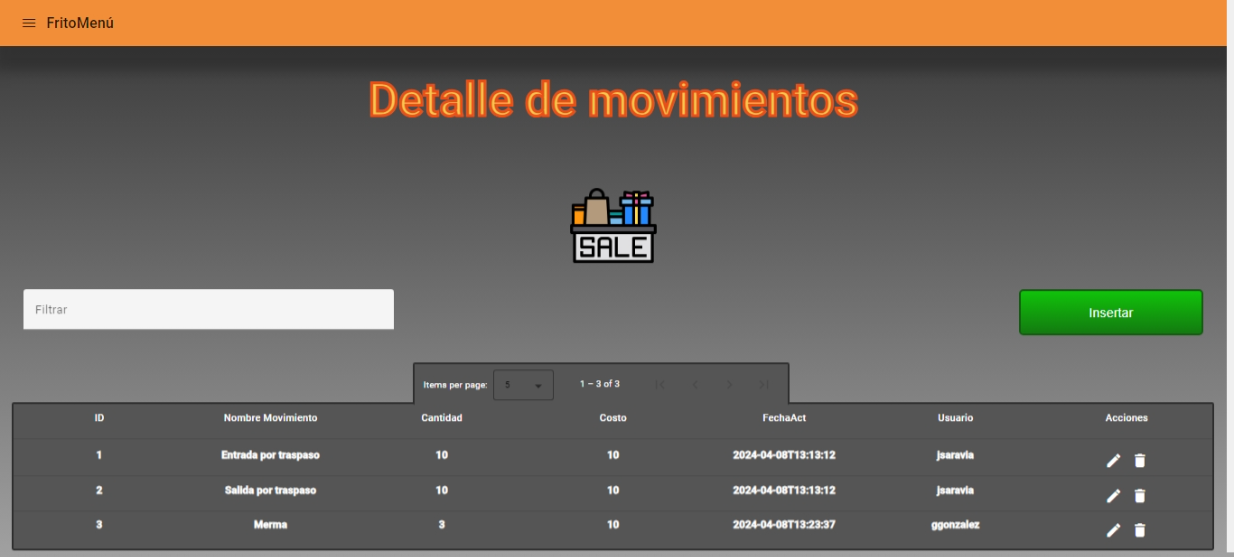 FritoMenú
Detalle de movimientos
SALE
Filtrar
Insertar
Items per page: 5 1 – 3 of 3
ID Nombre Movimiento Cantidad Costo FechaAct Usuario Acciones
1 Entrada por traspaso 10 10 2024-04-08T13:13:12 jsaravia
2 Salida por traspaso 10 10 2024-04-08T13:13:12 jsaravia
3 Merma 3 10 2024-04-08T13:23:37 ggonzalez